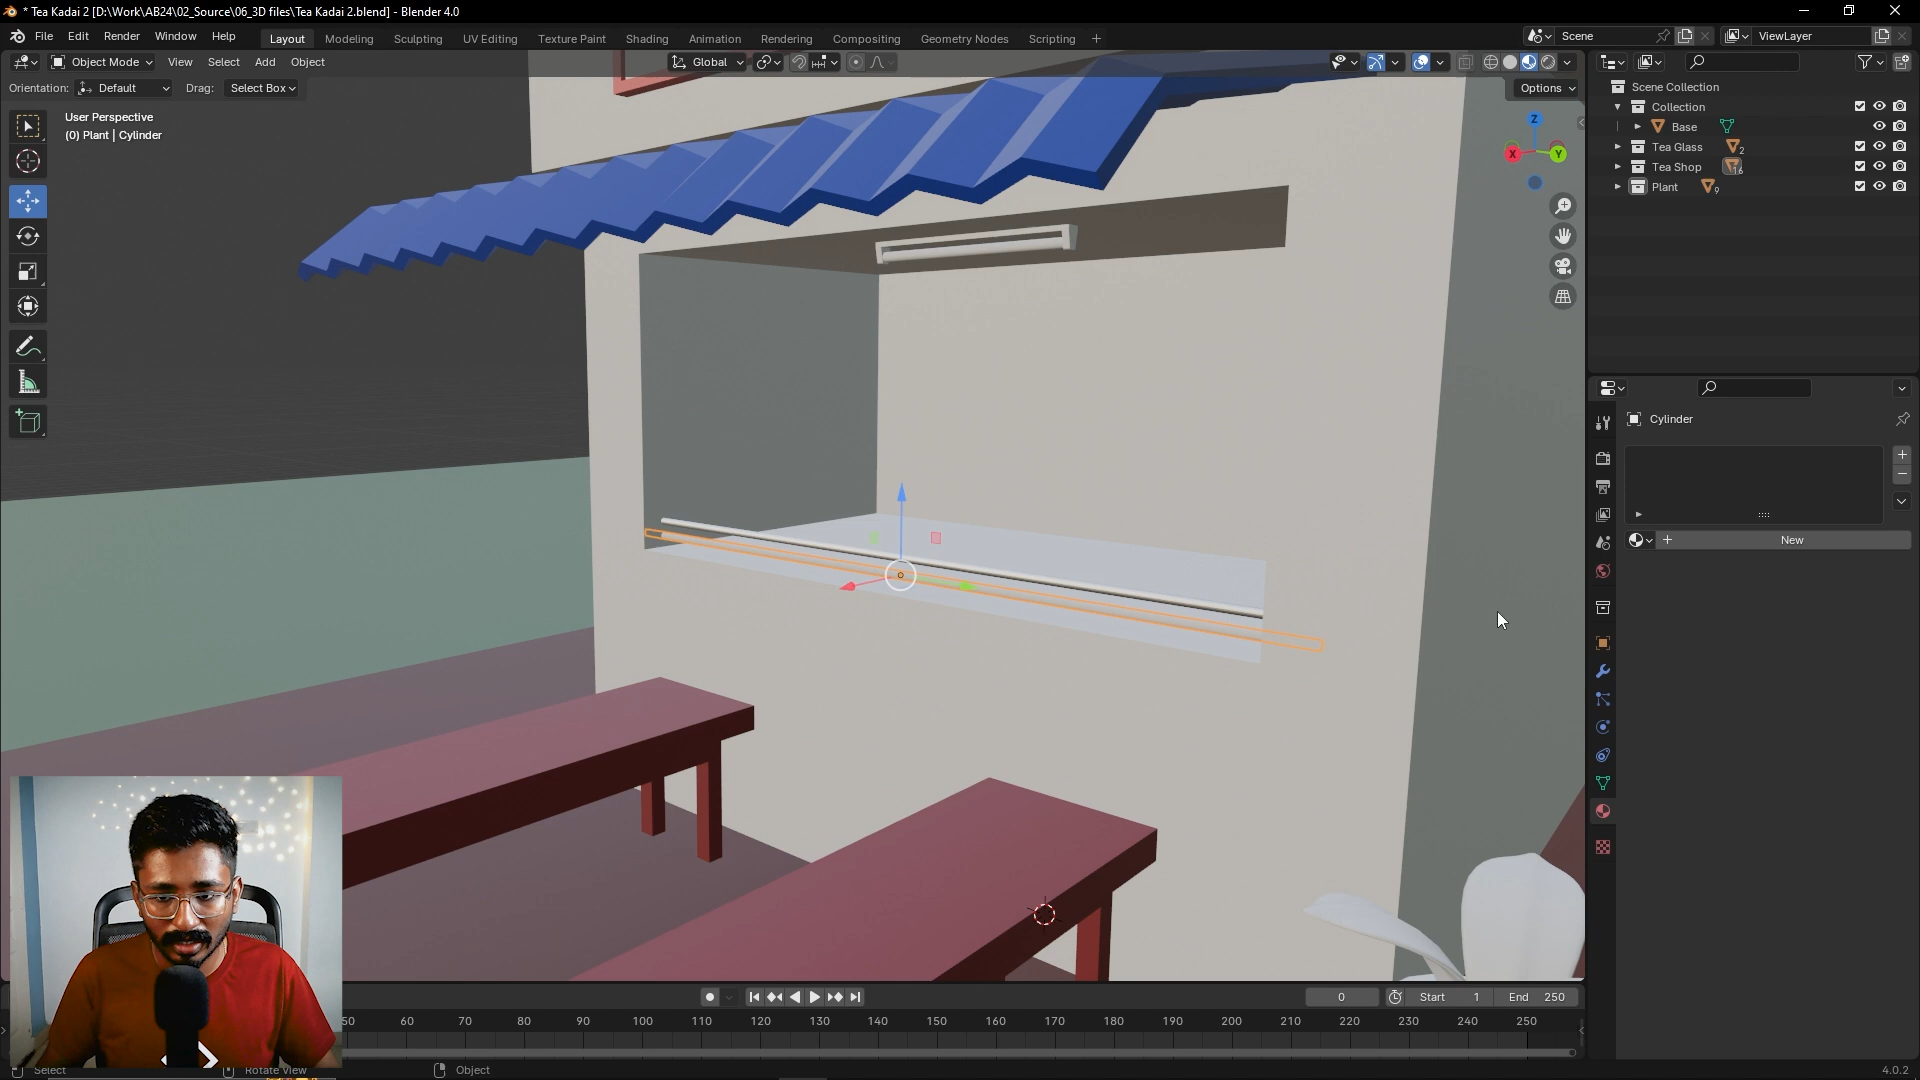 * Tea Kadai 2 [D:\Work\AB24\02_Source\06_3D files\Tea Kadai 2.blend] - Blender 4.0
File Edit Render Window Help Layout Modeling Sculpting UV Editing Texture Paint Shading Animation Rendering Compositing Geometry Nodes Scripting + Scene ViewLayer
Object Mode View Select Add Object Global
Orientation: Default Drag: Select Box Options
User Perspective
(0) Plant | Cylinder
Z
X
Y
Scene Collection
Collection
Base
Tea Glass 2
Tea Shop 16
Plant 9
Cylinder
New
0 Start 1 End 250
50 60 70 80 90 100 110 120 130 140 150 160 170 180 190 200 210 220 230 240 250
Select Rotate View Object 4.0.2